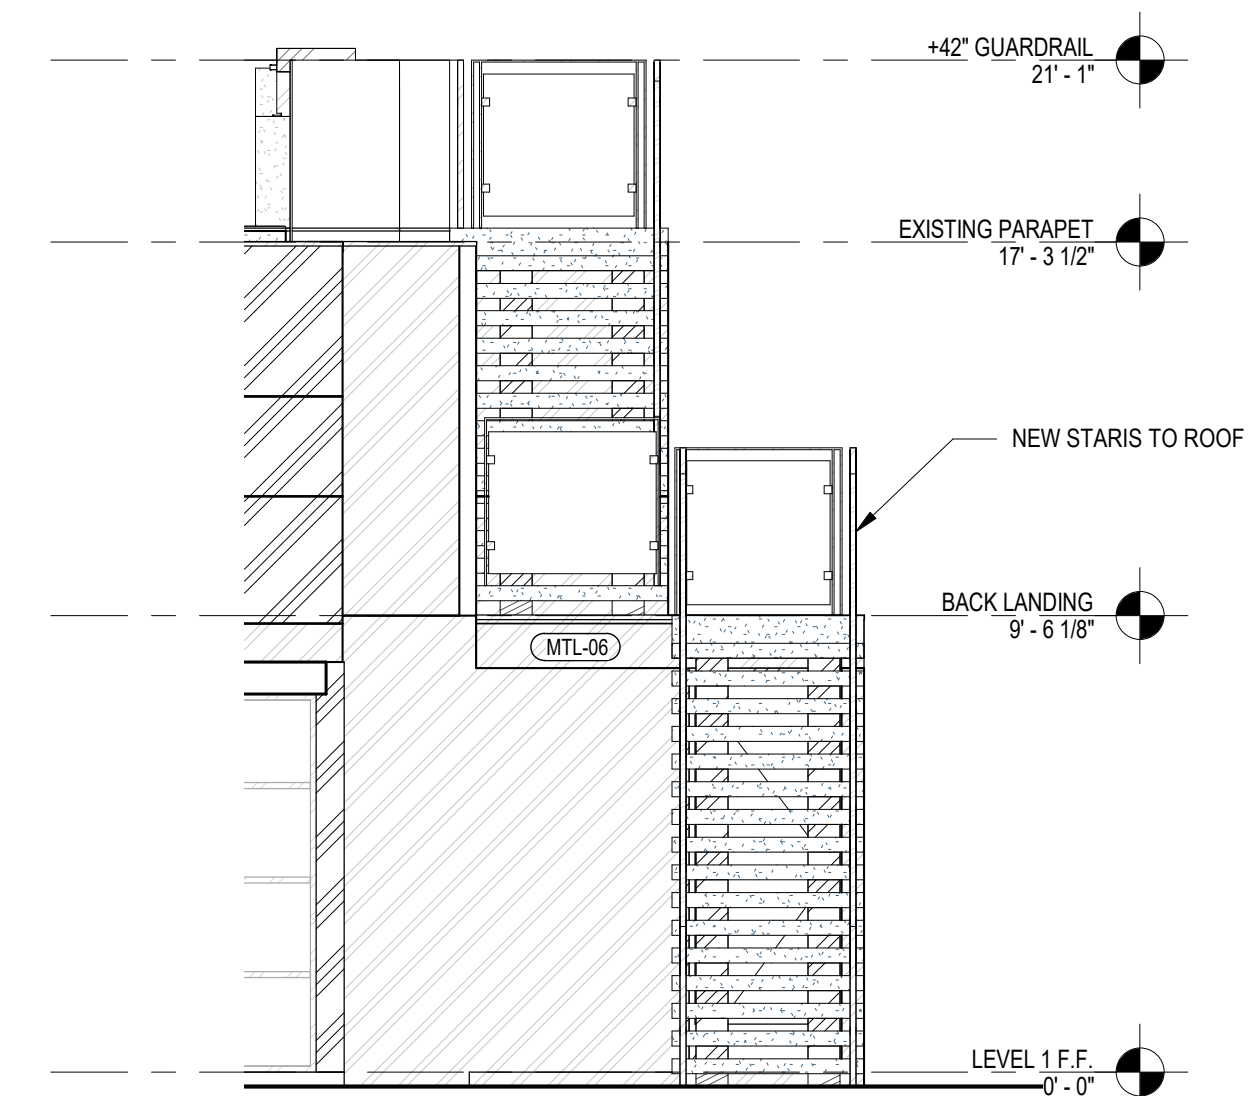 +42" GUARDRAIL
21' - 1"
EXISTING PARAPET
17' - 3 1/2"
NEW STARIS TO ROOF
BACK LANDING
9' - 6 1/8"
MTL-06
LEVEL 1 F.F.
0' - 0"